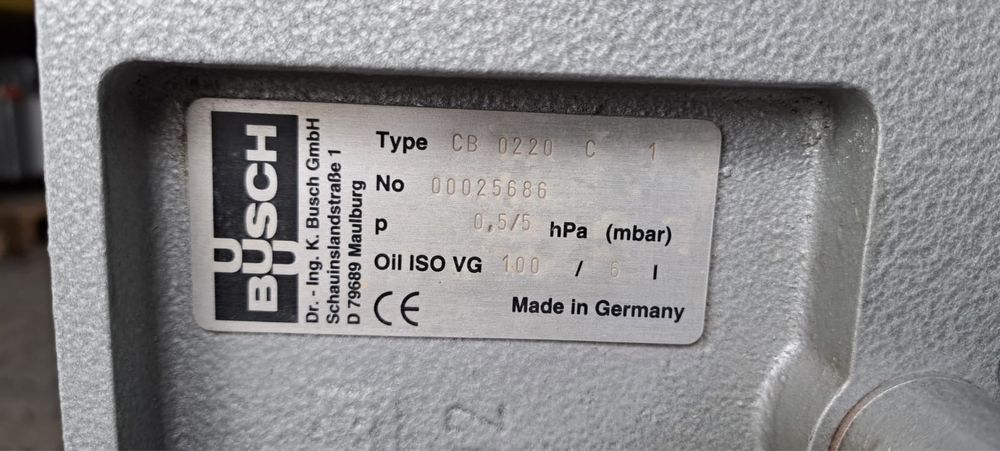 BUSCH
Dr. - Ing. K. Busch GmbH
Schauinslandstraße 1
D 79689 Maulburg
Type CB 0220 C 1
No 00025686
p 0,5/5 hPa (mbar)
Oil ISO VG 100 / 6 l
CE Made in Germany